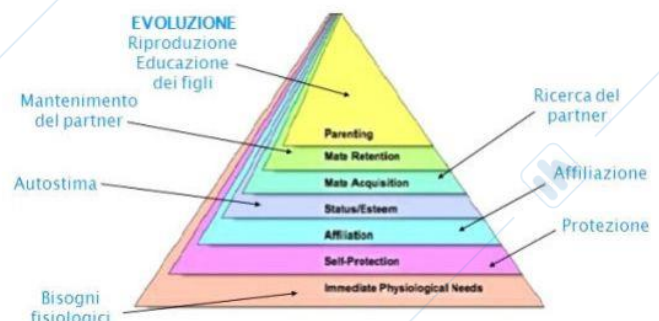 EVOLUZIONE
Riproduzione
Educazione
dei figli
Mantenimento
del partner
Ricerca del
partner
Parenting
Mate Retention
Mate Acquisition
Affiliazione
Autostima
Status/Esteem
Affiliation
Protezione
Self-Protection
Immediate Physiological Needs
Bisogni
fisiologici